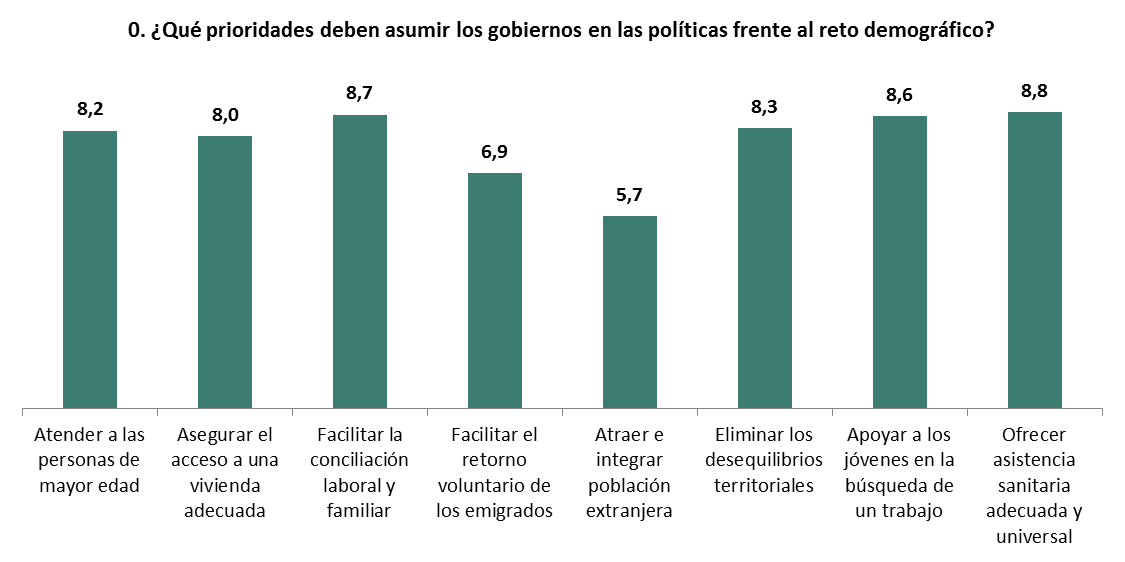 0. ¿Qué prioridades deben asumir los gobiernos en las políticas frente al reto demográfico?
8,2
8,0
8,7
6,9
5,7
8,3
8,6
8,8
Atender a las
personas de
mayor edad
Asegurar el
acceso a una
vivienda
adecuada
Facilitar la
conciliación
laboral y
familiar
Facilitar el
retorno
voluntario de
los emigrados
Atraer e
integrar
población
extranjera
Eliminar los
desequilibrios
territoriales
Apoyar a los
jóvenes en la
búsqueda de
un trabajo
Ofrecer
asistencia
sanitaria
adecuada y
universal